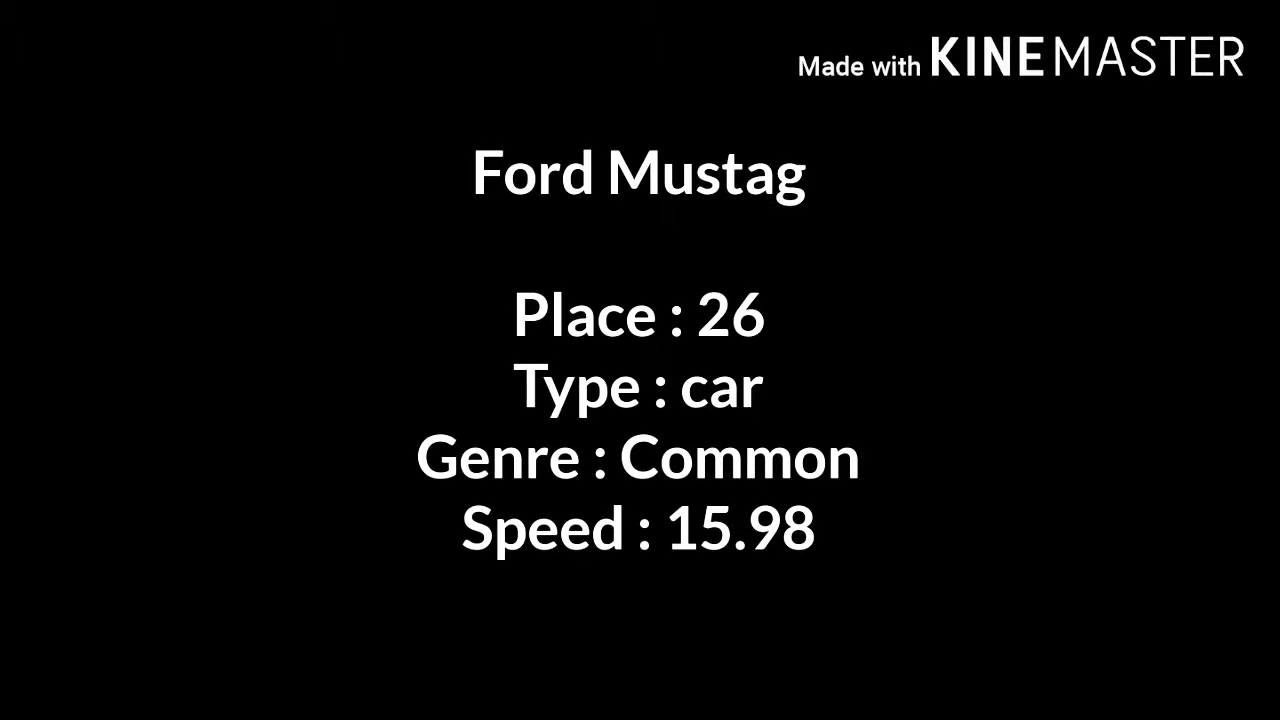 Made with KINEMASTER
Ford Mustag
Place : 26
Type : car
Genre : Common
Speed : 15.98